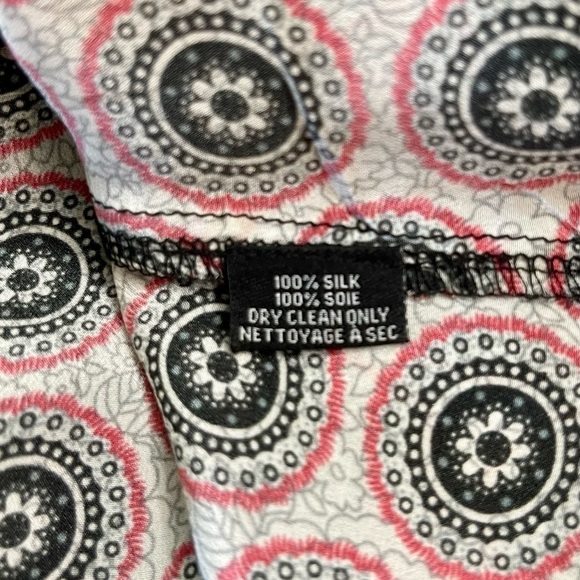 100% SILK
100% SOIE
DRY CLEAN ONLY
NETTOYAGE À SEC